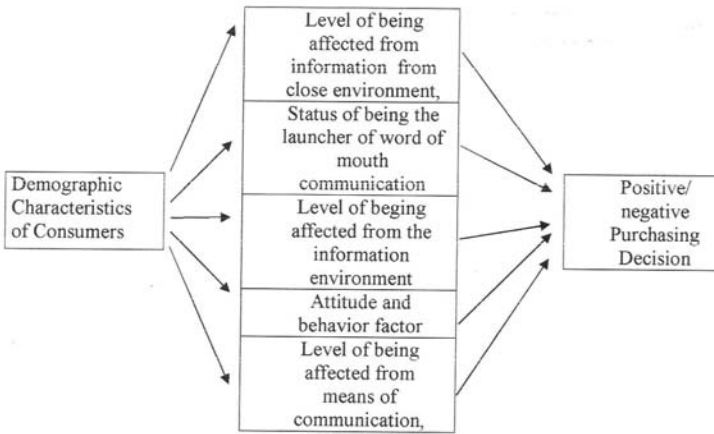 Level of being
affected from
information from
close environment,
Status of being the
launcher of word of
mouth
communication
Demographic
Characteristics
of Consumers
Level of beging
affected from the
information
environment
Attitude and
behavior factor
Level of being
affected from
means of
communication,
Positive/
negative
Purchasing
Decision